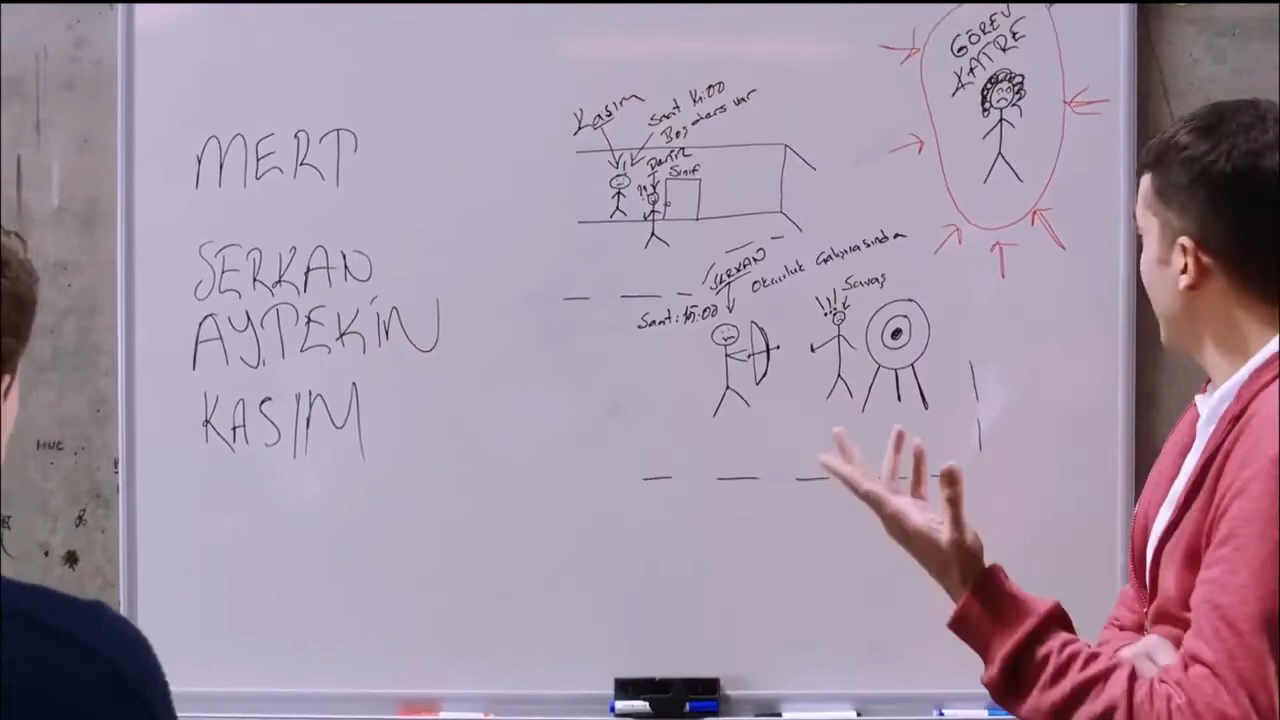 MERT
SERKAN
AYTEKİN
KASIM
Kasım
Saat 14:00
Boş ders var
Deniz
Sınıf
!?
GÖREV
KATRE
SERKAN
Okçuluk Çalışmasında
Saat: 15:00
!!!
Savaş